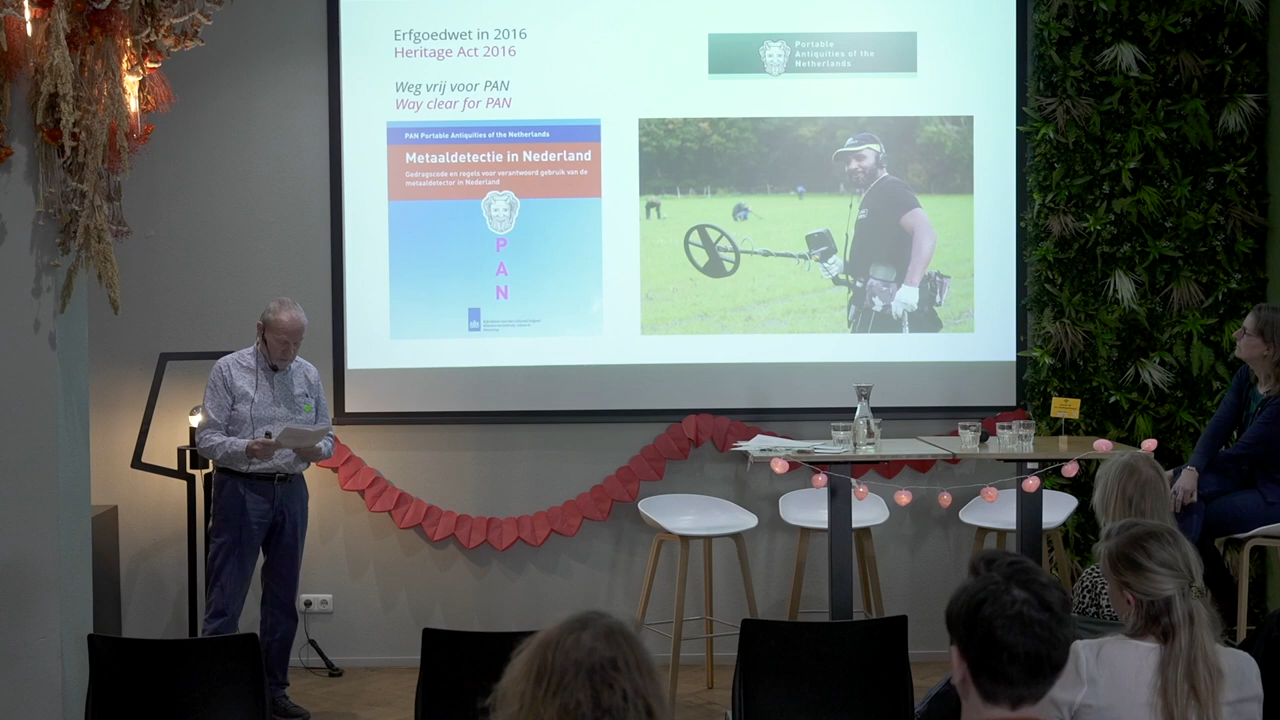 Erfgoedwet in 2016
Heritage Act 2016
Weg vrij voor PAN
Way clear for PAN
Portable
Antiquities of the
Netherlands
PAN Portable Antiquities of the Netherlands
Metaaldetectie in Nederland
Gedragscode en regels voor verantwoord gebruik van de
metaaldetector in Nederland
P
A
N